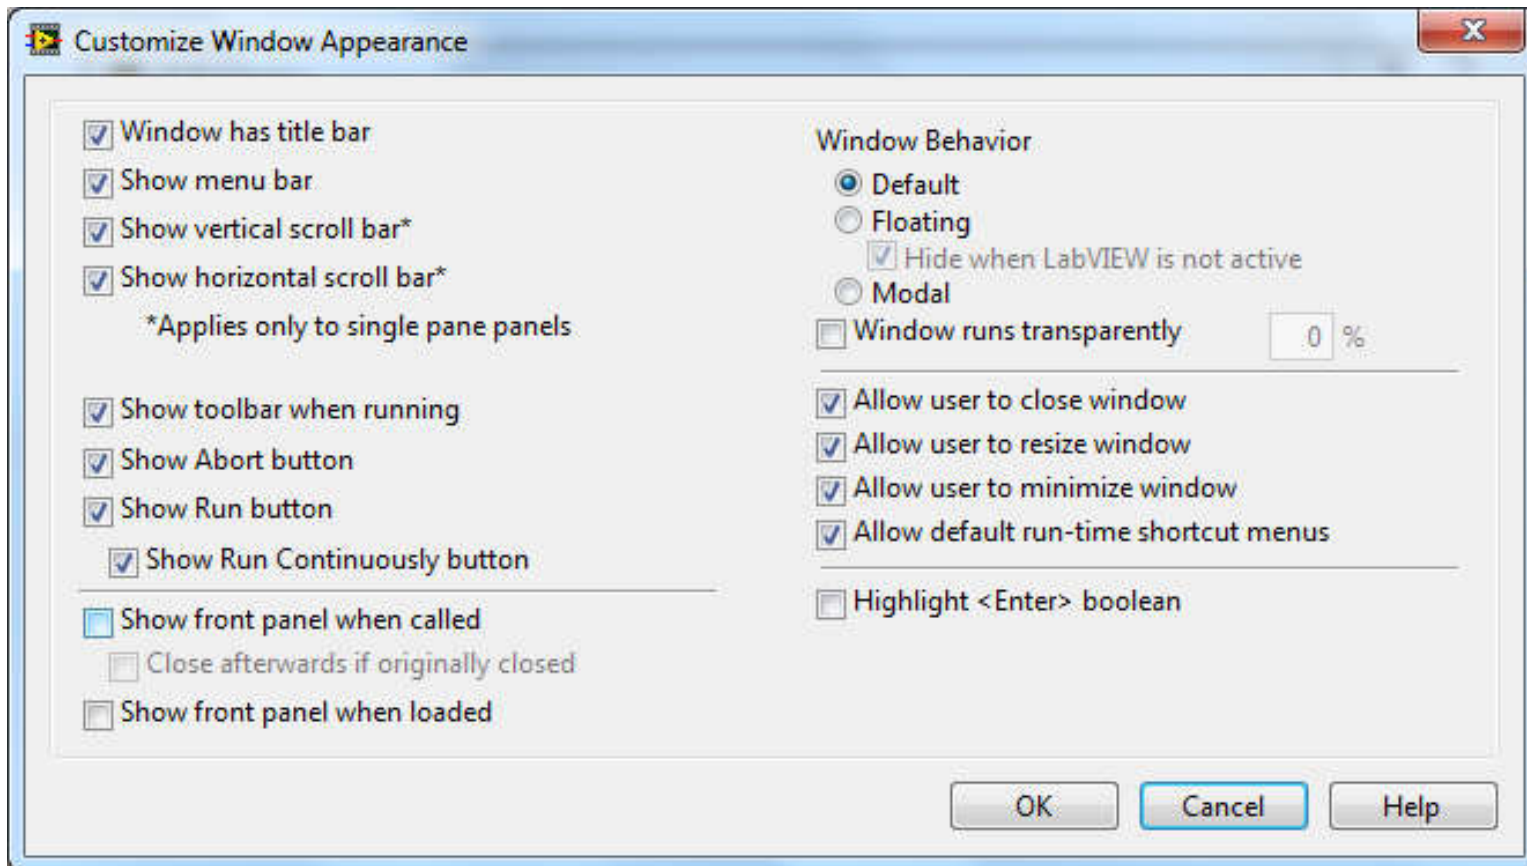 Customize Window Appearance
Window has title bar
Show menu bar
Show vertical scroll bar*
Show horizontal scroll bar*
*Applies only to single pane panels
Show toolbar when running
Show Abort button
Show Run button
Show Run Continuously button
Show front panel when called
Close afterwards if originally closed
Show front panel when loaded
Window Behavior
Default
Floating
Hide when LabVIEW is not active
Modal
Window runs transparently 0 %
Allow user to close window
Allow user to resize window
Allow user to minimize window
Allow default run-time shortcut menus
Highlight <Enter> boolean
OK Cancel Help